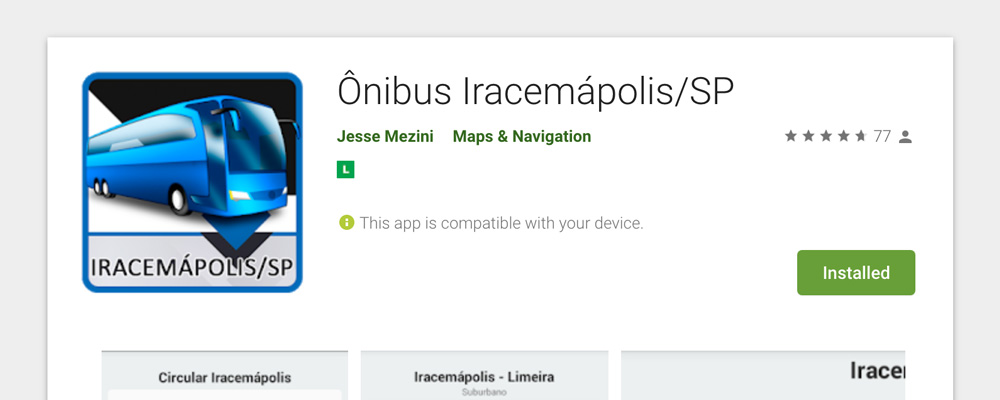 Ônibus Iracemápolis/SP
Jesse Mezini Maps & Navigation
77
L
This app is compatible with your device.
IRACEMÁPOLIS/SP
Installed
Circular Iracemápolis
Iracemápolis - Limeira
Suburbano